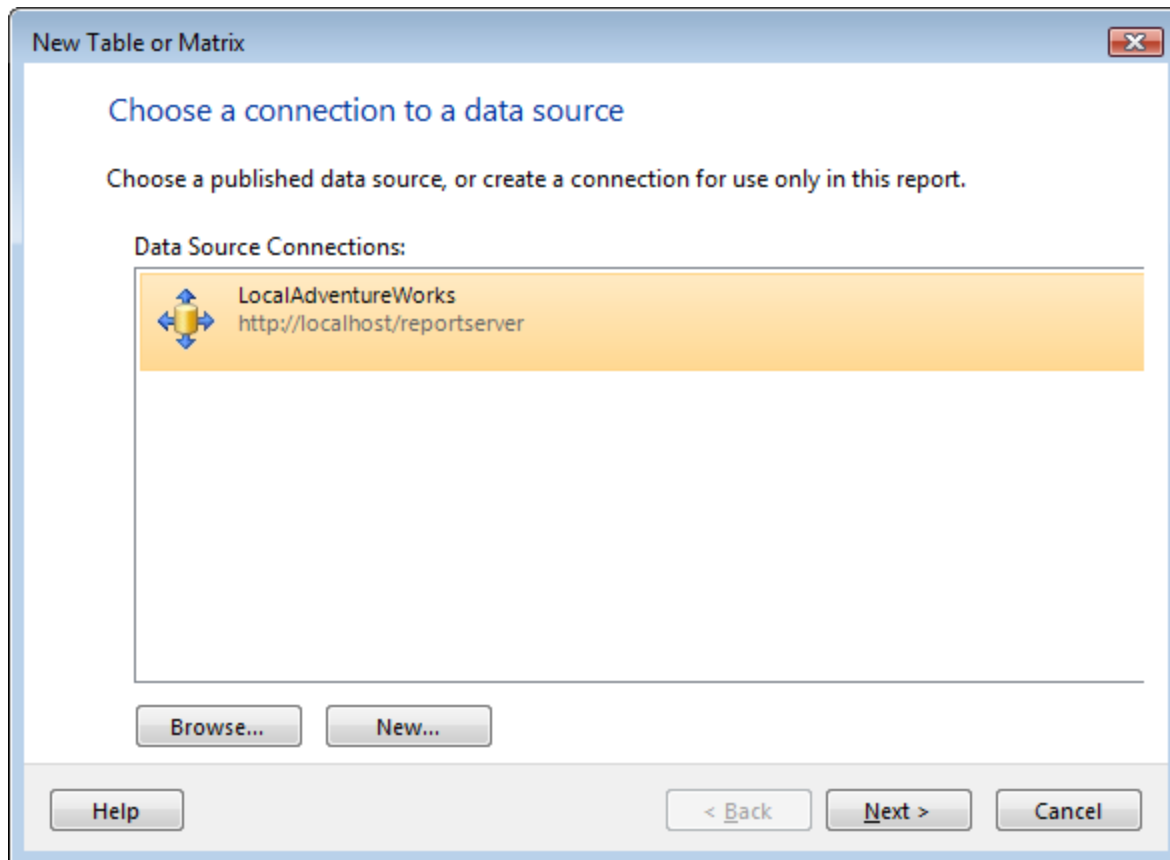 New Table or Matrix
Choose a connection to a data source
Choose a published data source, or create a connection for use only in this report.
Data Source Connections:
LocalAdventureWorks
http://localhost/reportserver
Browse...
New...
Help
< Back
Next >
Cancel